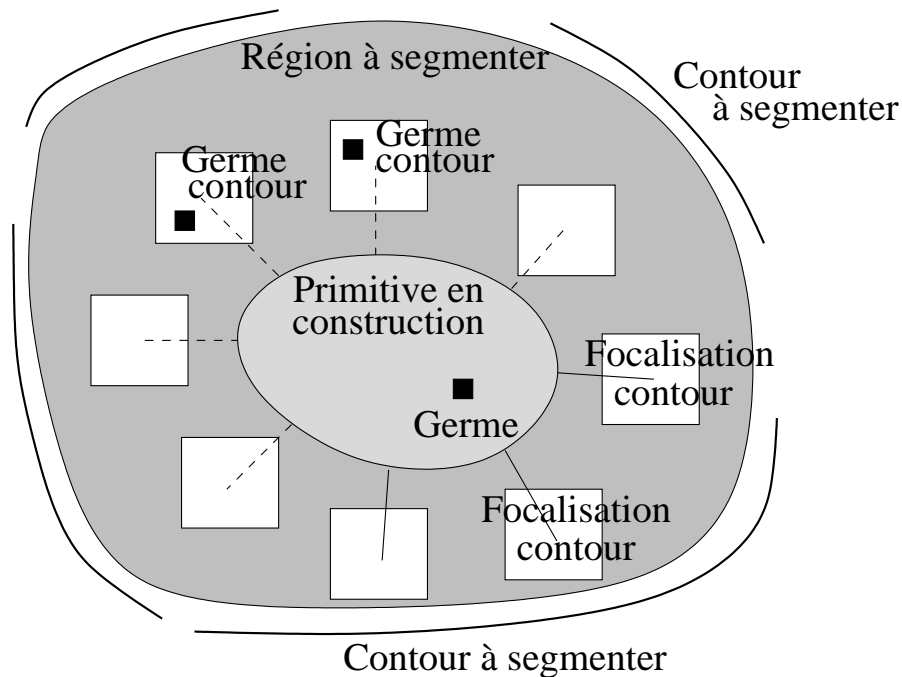 Région à segmenter
Contour
à segmenter
Germe
contour
Germe
contour
Primitive en
construction
Focalisation
contour
Germe
Focalisation
contour
Contour à segmenter